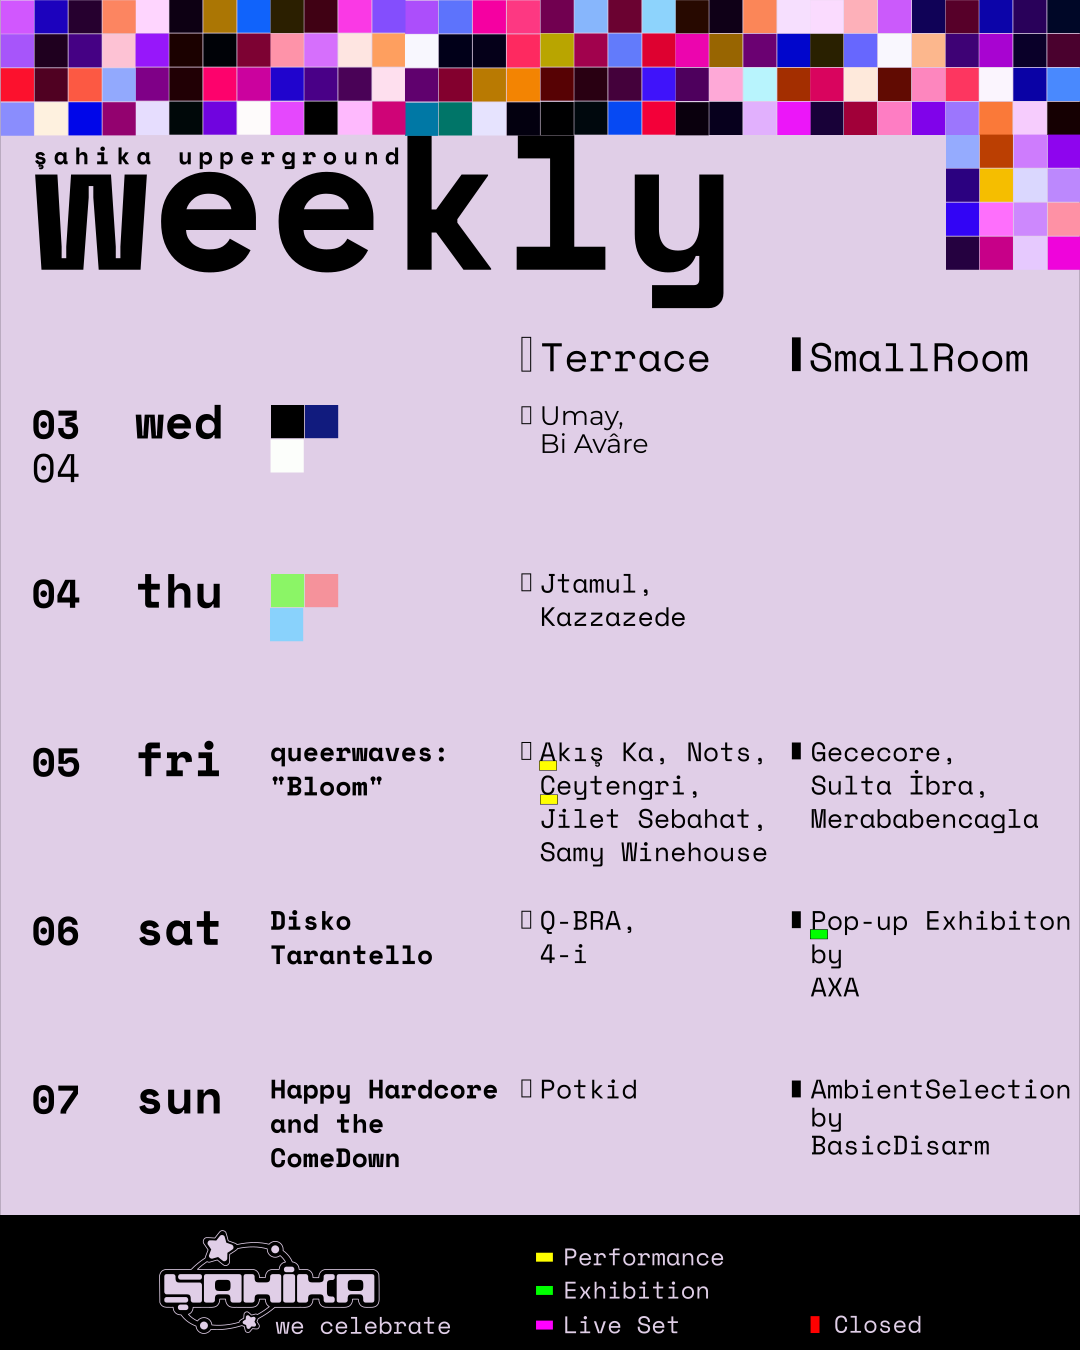 şahika upperground
weekly
Terrace
SmallRoom
03 wed
04
Umay,
Bi Avâre
04 thu
Jtamul,
Kazzazede
05 fri
queerwaves:
"Bloom"
Akış Ka, Nots,
Ceytengri,
Jilet Sebahat,
Samy Winehouse
Gececore,
Sulta İbra,
Merababencagla
06 sat
Disko
Tarantello
Q-BRA,
4-i
Pop-up Exhibiton
by
AXA
07 sun
Happy Hardcore
and the
ComeDown
Potkid
AmbientSelection
by
BasicDisarm
ŞAHİKA
we celebrate
Performance
Exhibition
Live Set
Closed